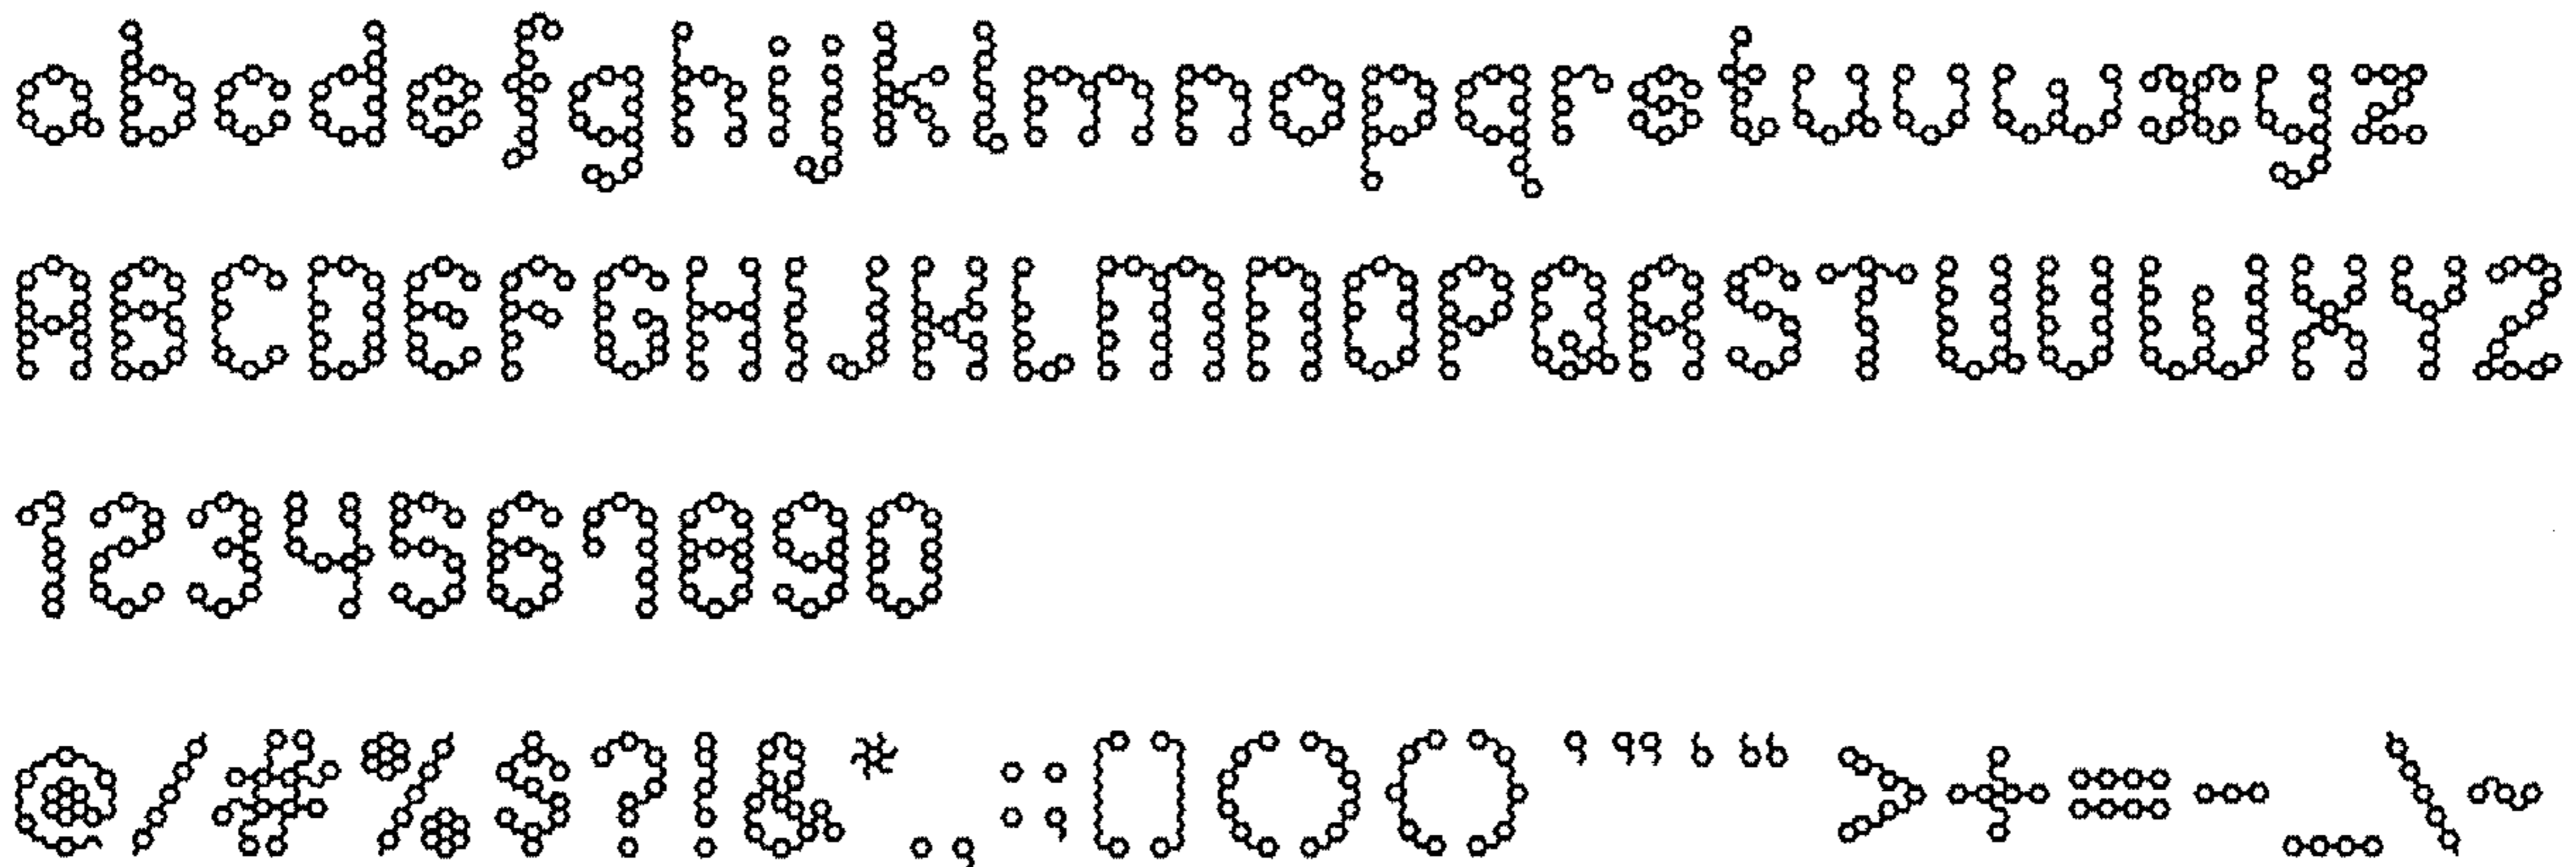 abcdefghijklmnopqrstuvwxyz
ABCDEFGHIJKLMNOPQRSTUVWXYZ
1234567890
@/#%$?!&*.,:;[](){}’”‘“>+=-_\~